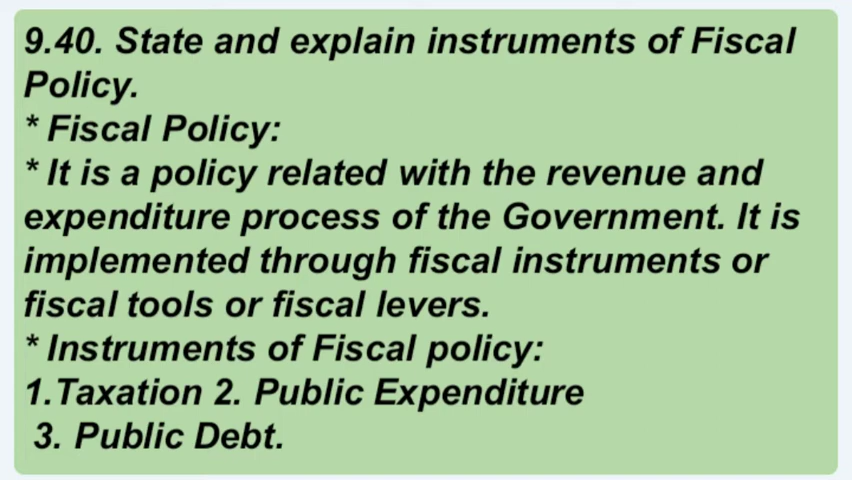 9.40. State and explain instruments of Fiscal
Policy.
* Fiscal Policy:
* It is a policy related with the revenue and
expenditure process of the Government. It is
implemented through fiscal instruments or
fiscal tools or fiscal levers.
* Instruments of Fiscal policy:
1.Taxation 2. Public Expenditure
3. Public Debt.